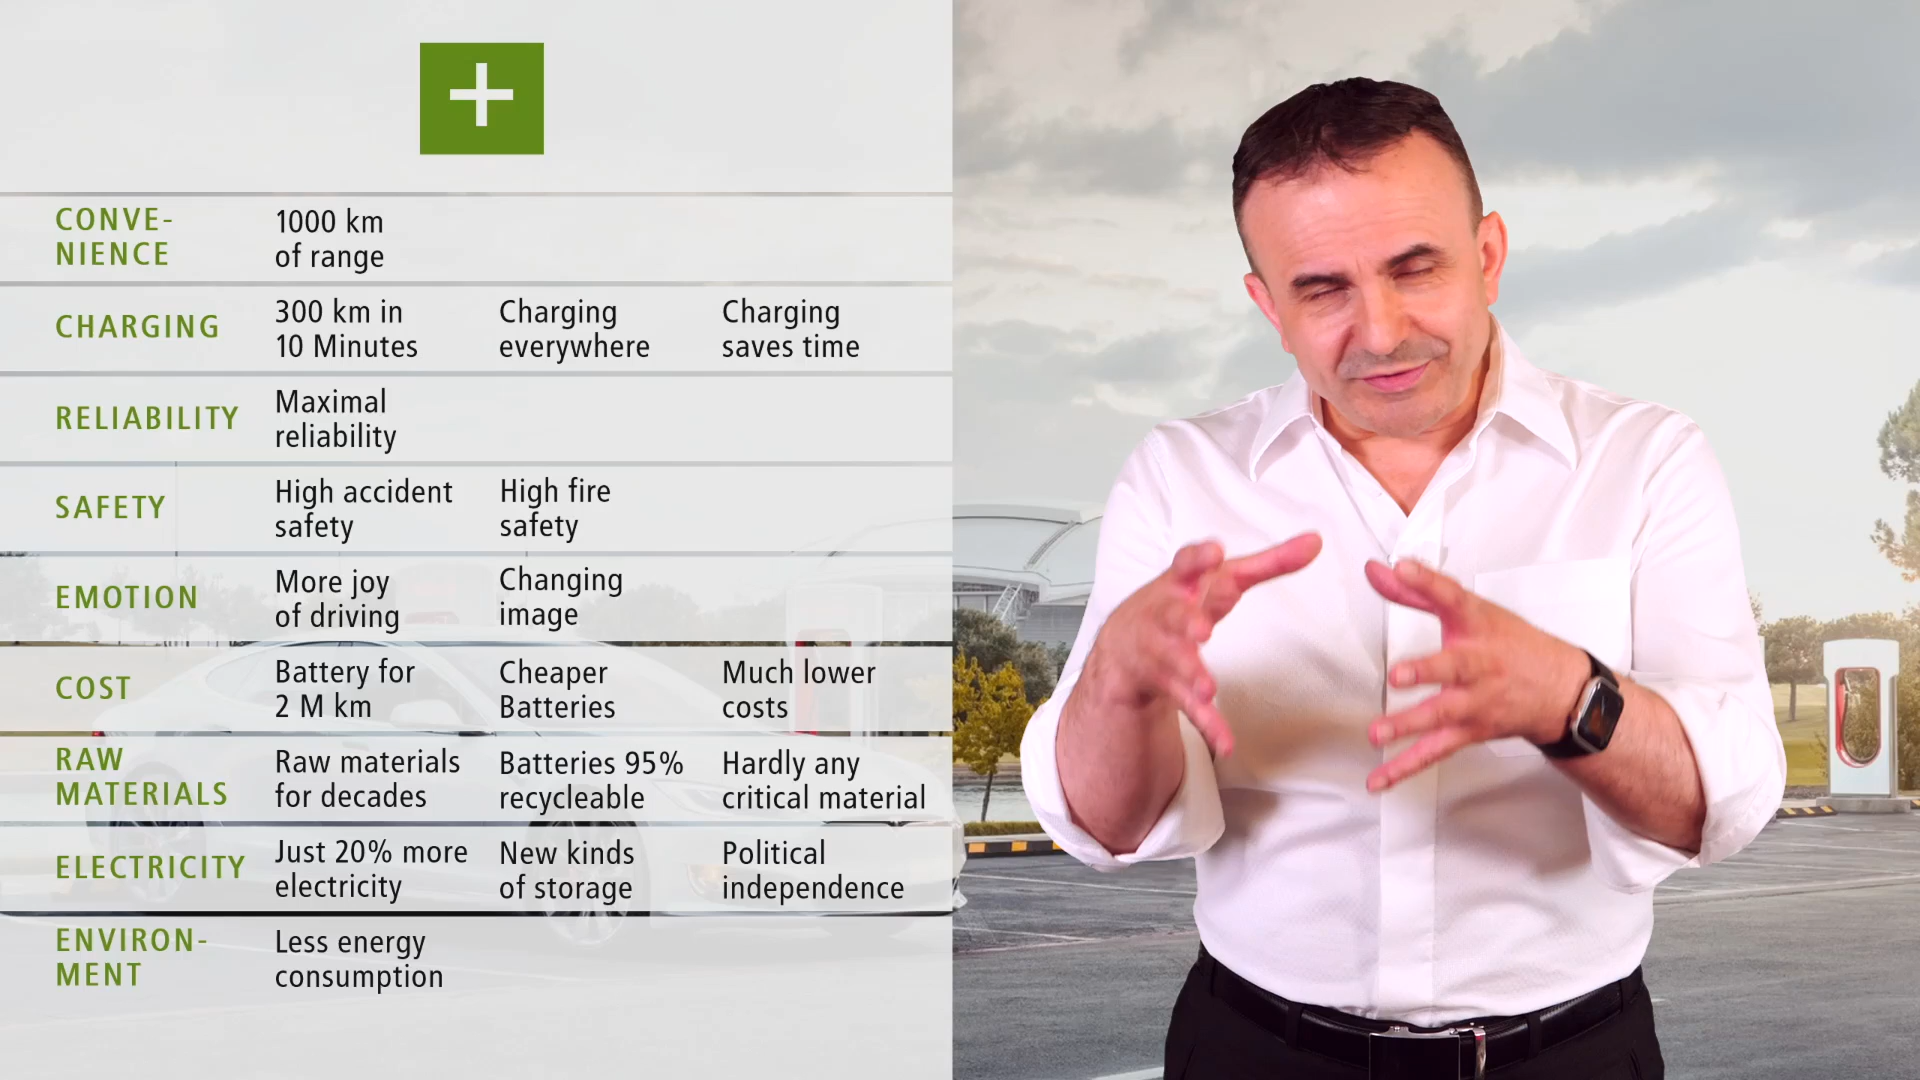 +
CONVE-
NIENCE
1000 km
of range
CHARGING
300 km in
10 Minutes
Charging
everywhere
Charging
saves time
RELIABILITY
Maximal
reliability
SAFETY
High accident
safety
High fire
safety
EMOTION
More joy
of driving
Changing
image
COST
Battery for
2 M km
Cheaper
Batteries
Much lower
costs
RAW
MATERIALS
Raw materials
for decades
Batteries 95%
recycleable
Hardly any
critical material
ELECTRICITY
Just 20% more
electricity
New kinds
of storage
Political
independence
ENVIRON-
MENT
Less energy
consumption